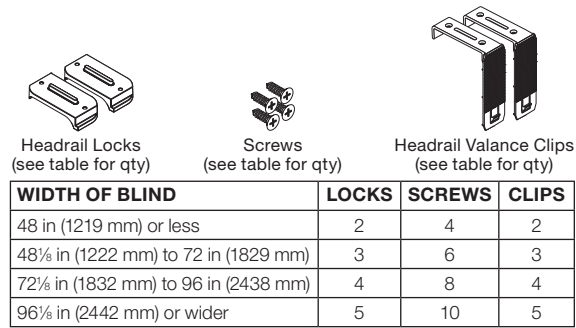 Headrail Locks
(see table for qty)
Screws
(see table for qty)
Headrail Valance Clips
(see table for qty)
WIDTH OF BLIND LOCKS SCREWS CLIPS
48 in (1219 mm) or less 2 4 2
48⅛ in (1222 mm) to 72 in (1829 mm) 3 6 3
72⅛ in (1832 mm) to 96 in (2438 mm) 4 8 4
96⅛ in (2442 mm) or wider 5 10 5